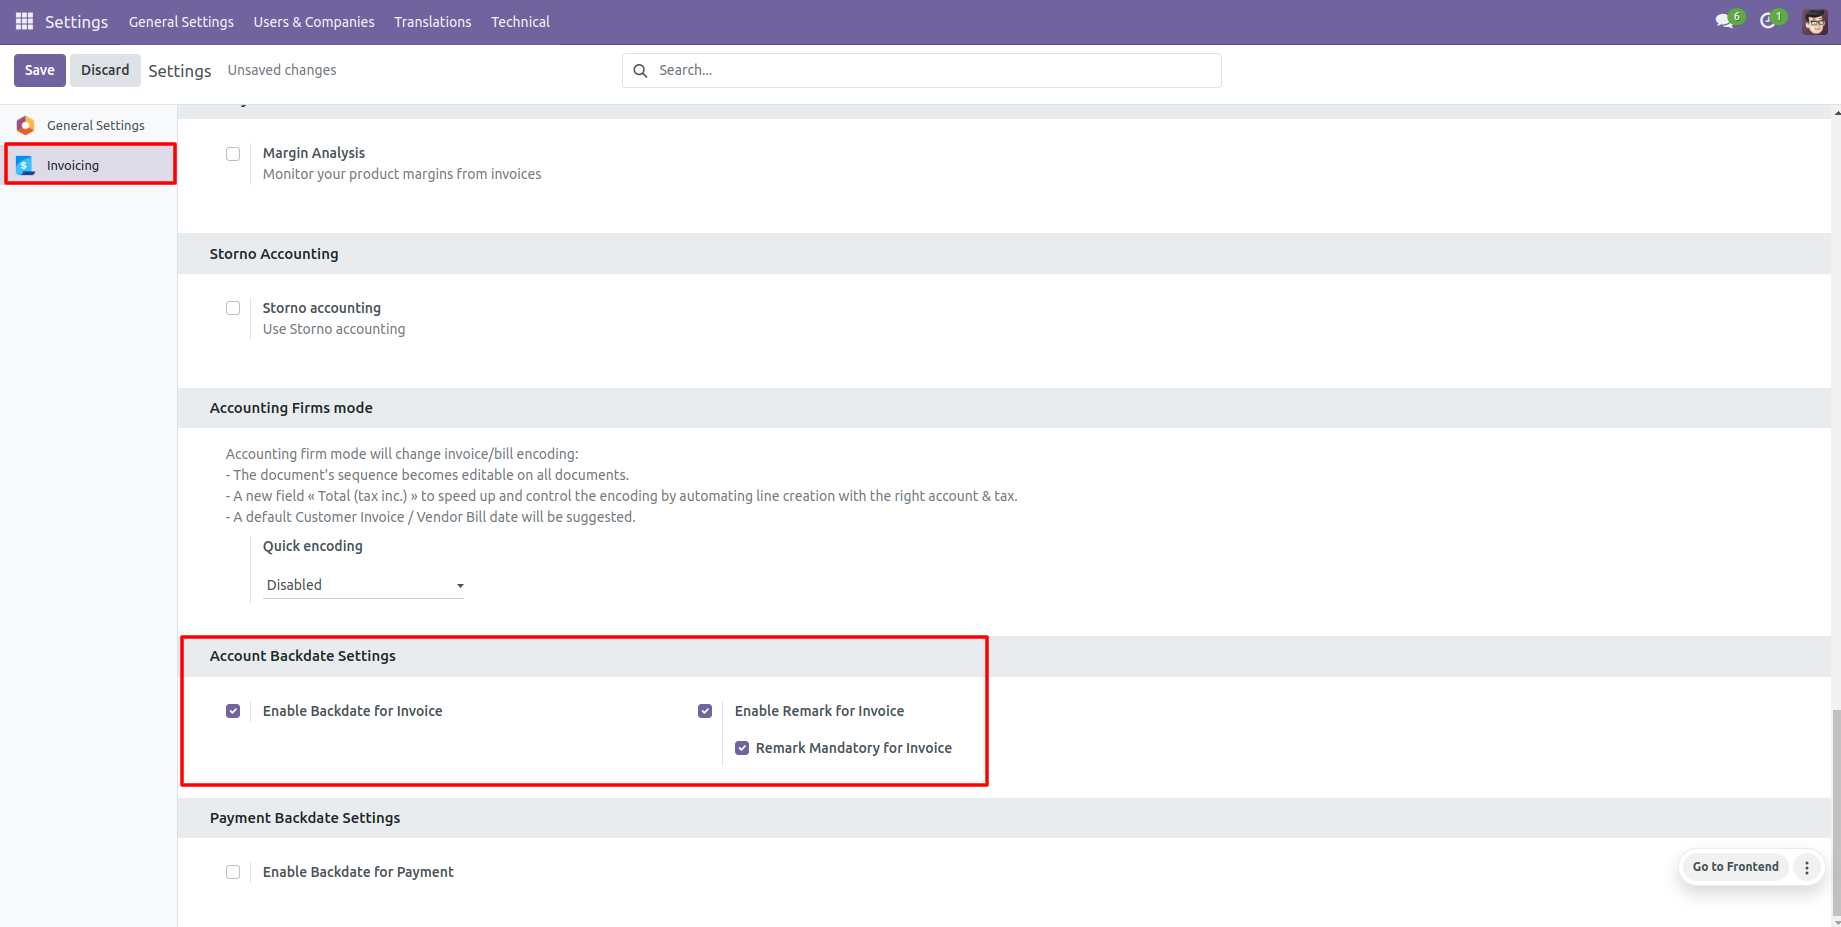 Settings General Settings Users & Companies Translations Technical 6 1
Save Discard Settings Unsaved changes Search...
General Settings
Invoicing
Margin Analysis
Monitor your product margins from invoices
Storno Accounting
Storno accounting
Use Storno accounting
Accounting Firms mode
Accounting firm mode will change invoice/bill encoding:
- The document's sequence becomes editable on all documents.
- A new field « Total (tax inc.) » to speed up and control the encoding by automating line creation with the right account & tax.
- A default Customer Invoice / Vendor Bill date will be suggested.
Quick encoding
Disabled
Account Backdate Settings
Enable Backdate for Invoice Enable Remark for Invoice
Remark Mandatory for Invoice
Payment Backdate Settings
Enable Backdate for Payment
Go to Frontend